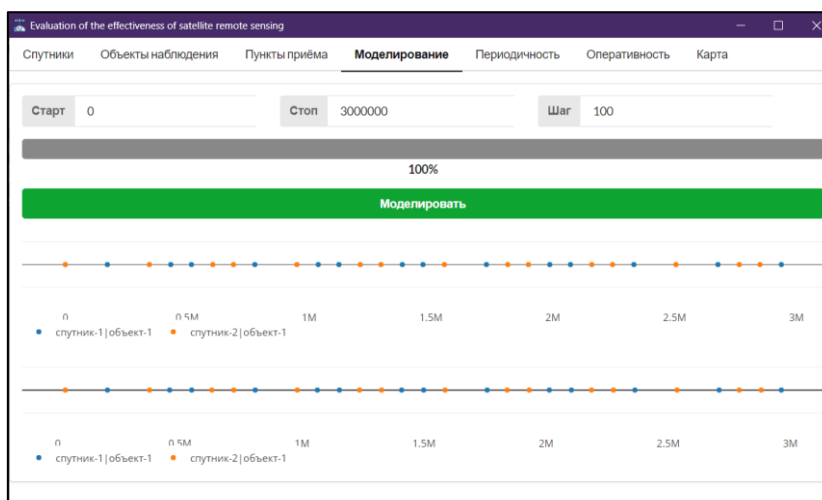 Evaluation of the effectiveness of satellite remote sensing
Спутники Объекты наблюдения Пункты приёма Моделирование Периодичность Оперативность Карта
Старт 0 Стоп 3000000 Шаг 100
100%
Моделировать
0 0.5M 1M 1.5M 2M 2.5M 3M
спутник-1|объект-1 спутник-2|объект-1
0 0.5M 1M 1.5M 2M 2.5M 3M
спутник-1|объект-1 спутник-2|объект-1